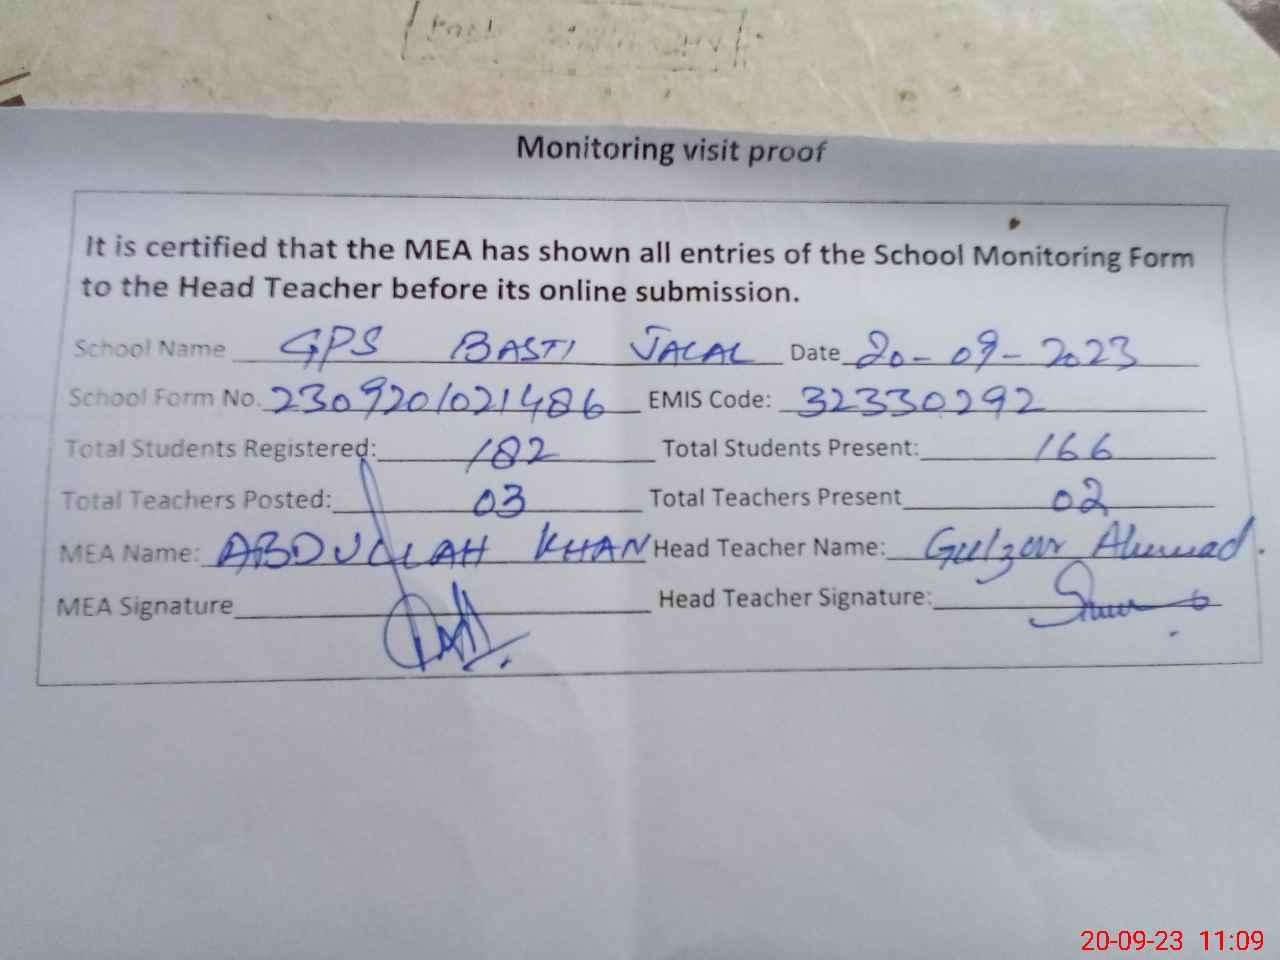 Monitoring visit proof
It is certified that the MEA has shown all entries of the School Monitoring Form
to the Head Teacher before its online submission.
School Name GPS BASTI JALAL Date 20-09-2023
School Form No. 230920/021486 EMIS Code: 32330292
Total Students Registered: 182 Total Students Present: 166
Total Teachers Posted: 03 Total Teachers Present 02
MEA Name: ABDULLAH KHAN Head Teacher Name: Gulzar Ahmad.
MEA Signature Head Teacher Signature:
20-09-23 11:09